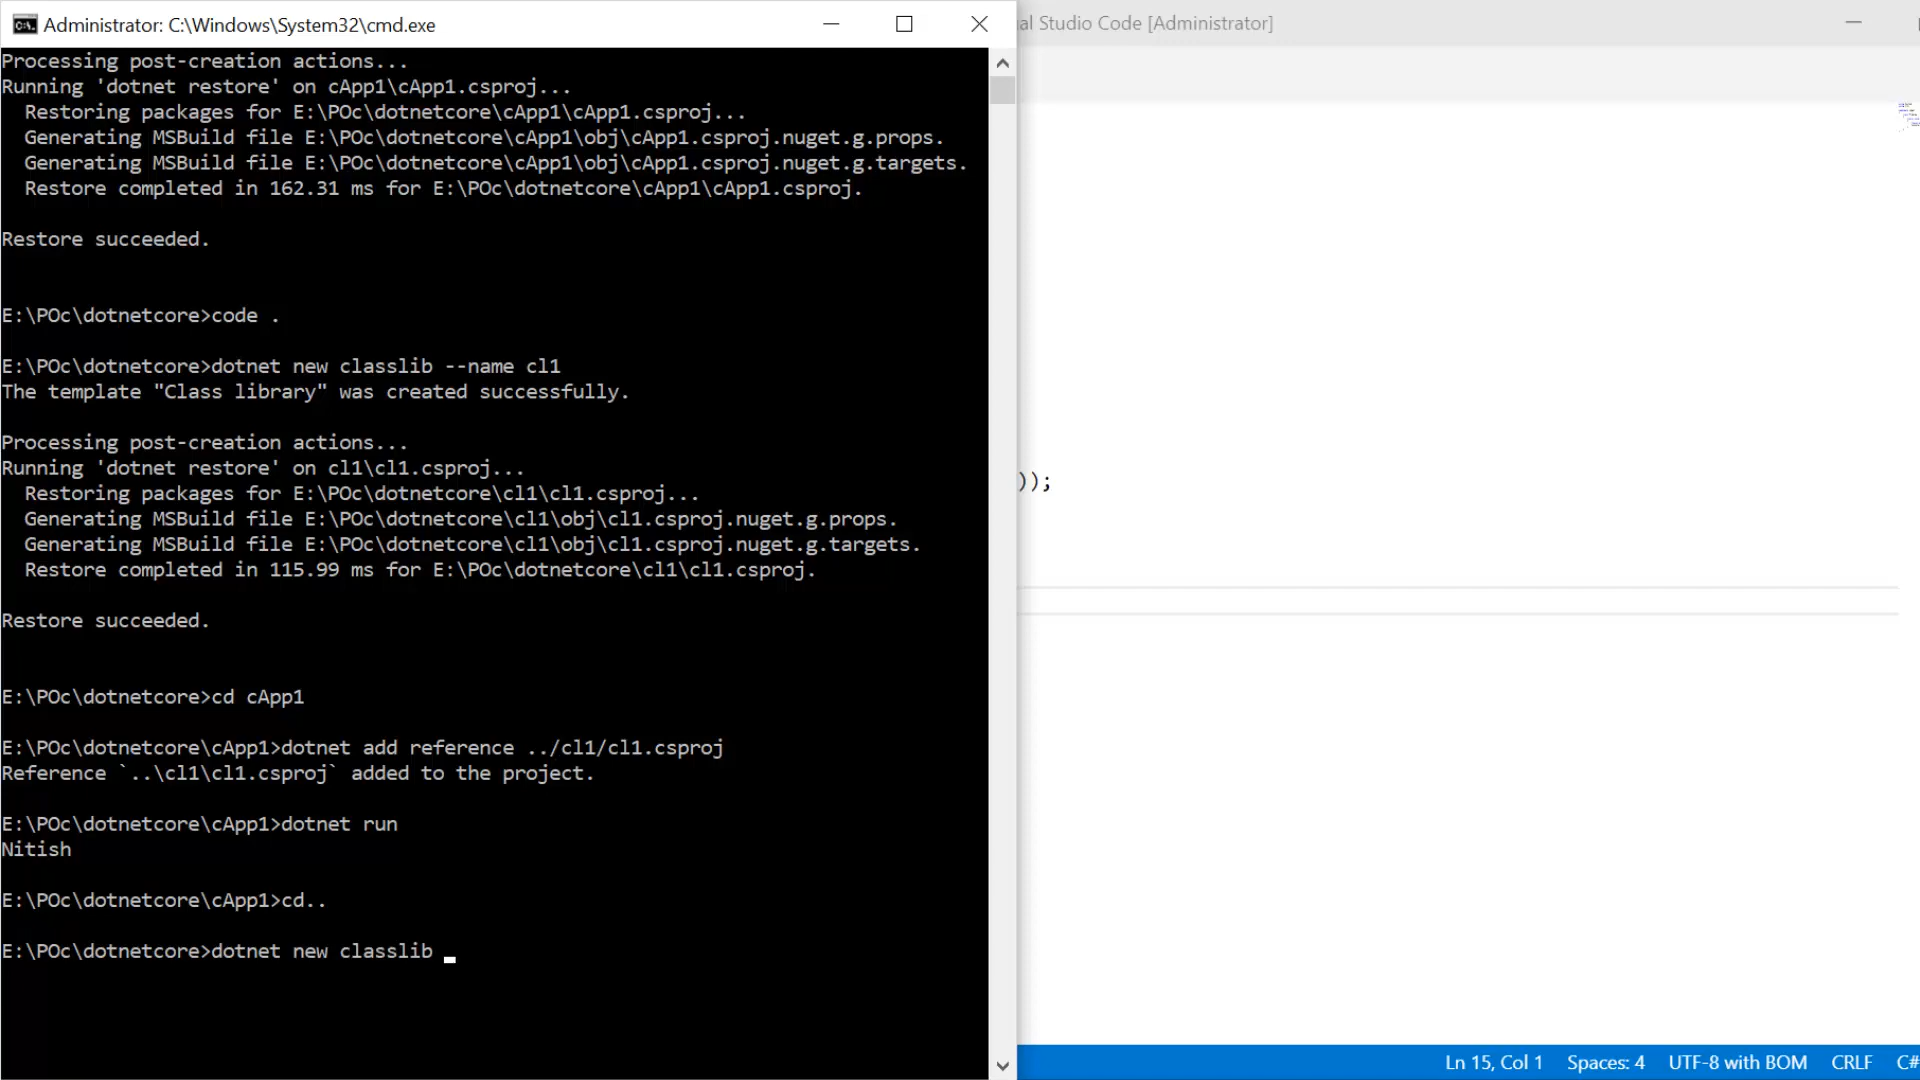 Administrator: C:\Windows\System32\cmd.exe
al Studio Code [Administrator]
Processing post-creation actions...
Running 'dotnet restore' on cApp1\cApp1.csproj...
  Restoring packages for E:\POc\dotnetcore\cApp1\cApp1.csproj...
  Generating MSBuild file E:\POc\dotnetcore\cApp1\obj\cApp1.csproj.nuget.g.props.
  Generating MSBuild file E:\POc\dotnetcore\cApp1\obj\cApp1.csproj.nuget.g.targets.
  Restore completed in 162.31 ms for E:\POc\dotnetcore\cApp1\cApp1.csproj.
Restore succeeded.
E:\POc\dotnetcore>code .
E:\POc\dotnetcore>dotnet new classlib --name cl1
The template "Class library" was created successfully.
Processing post-creation actions...
Running 'dotnet restore' on cl1\cl1.csproj...
  Restoring packages for E:\POc\dotnetcore\cl1\cl1.csproj...
  Generating MSBuild file E:\POc\dotnetcore\cl1\obj\cl1.csproj.nuget.g.props.
  Generating MSBuild file E:\POc\dotnetcore\cl1\obj\cl1.csproj.nuget.g.targets.
  Restore completed in 115.99 ms for E:\POc\dotnetcore\cl1\cl1.csproj.
Restore succeeded.
E:\POc\dotnetcore>cd cApp1
E:\POc\dotnetcore\cApp1>dotnet add reference ../cl1/cl1.csproj
Reference `..\cl1\cl1.csproj` added to the project.
E:\POc\dotnetcore\cApp1>dotnet run
Nitish
E:\POc\dotnetcore\cApp1>cd..
E:\POc\dotnetcore>dotnet new classlib _
));
Ln 15, Col 1 Spaces: 4 UTF-8 with BOM CRLF C#